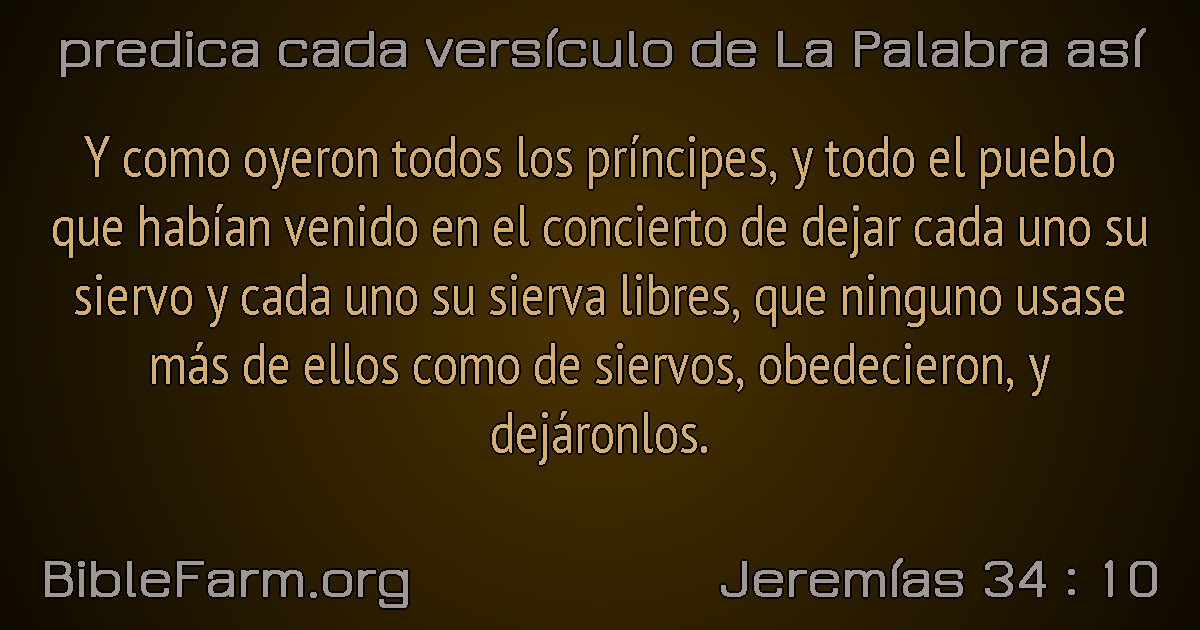 predica cada versículo de La Palabra así
Y como oyeron todos los príncipes, y todo el pueblo
que habían venido en el concierto de dejar cada uno su
siervo y cada uno su sierva libres, que ninguno usase
más de ellos como de siervos, obedecieron, y
dejáronlos.
BibleFarm.org
Jeremías 34 : 10